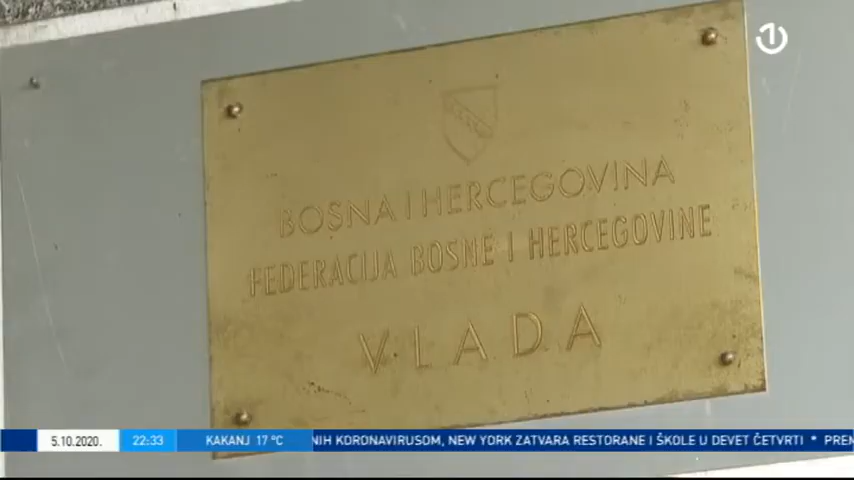 BOSNA I HERCEGOVINA
FEDERACIJA BOSNE I HERCEGOVINE
VLADA
5.10.2020. 22:33 KAKANJ 17 °C NIH KORONAVIRUSOM, NEW YORK ZATVARA RESTORANE I ŠKOLE U DEVET ČETVRTI * PREM